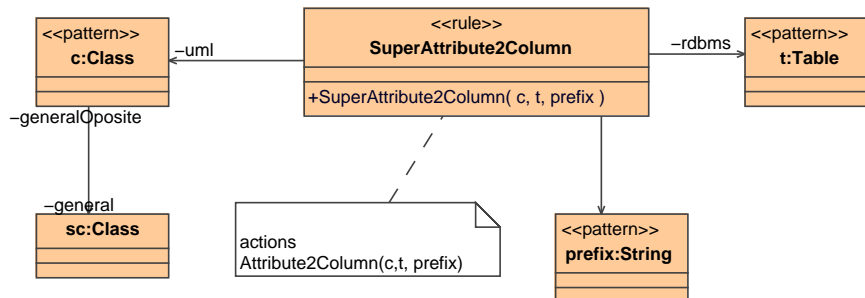 <<pattern>>
c:Class
−uml
<<rule>>
SuperAttribute2Column
+SuperAttribute2Column( c, t, prefix )
−rdbms
<<pattern>>
t:Table
−generalOposite
−general
sc:Class
actions
Attribute2Column(c,t, prefix)
<<pattern>>
prefix:String